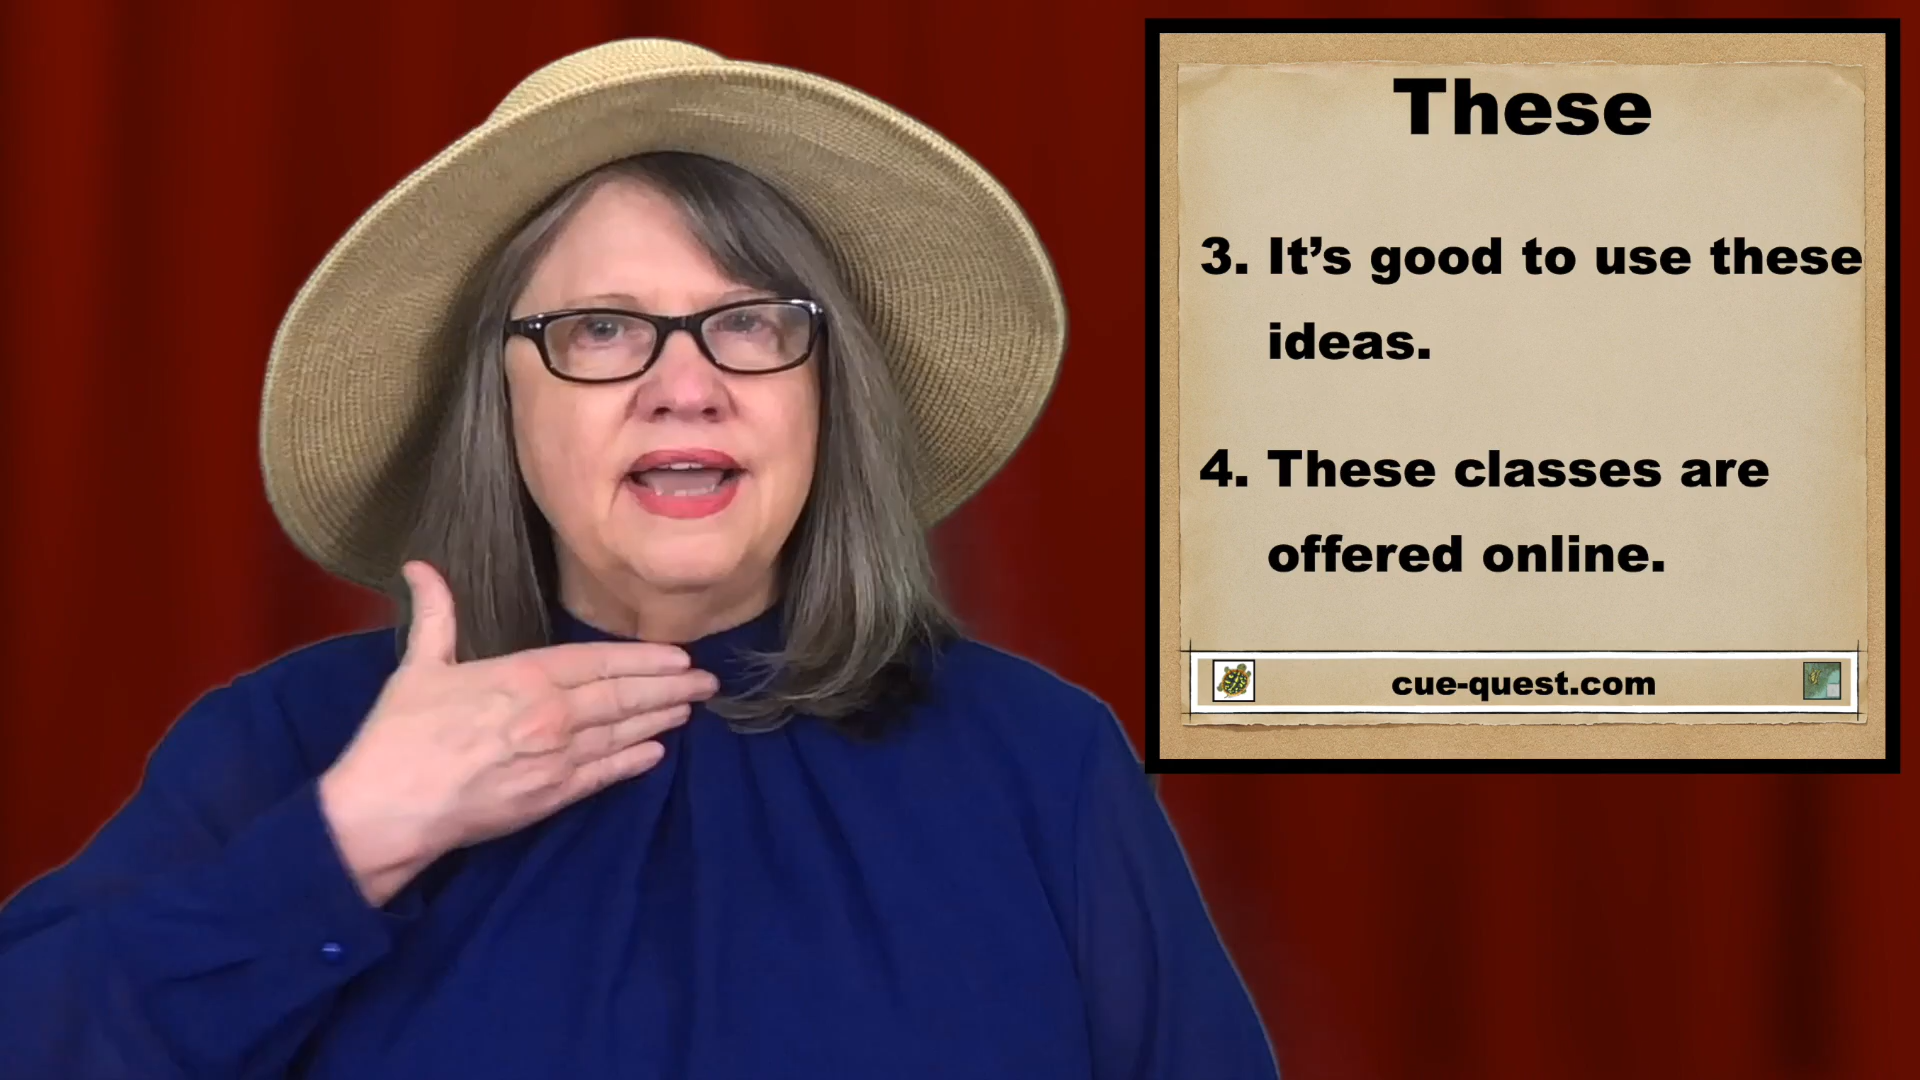 These
3. It’s good to use these
ideas.
4. These classes are
offered online.
cue-quest.com